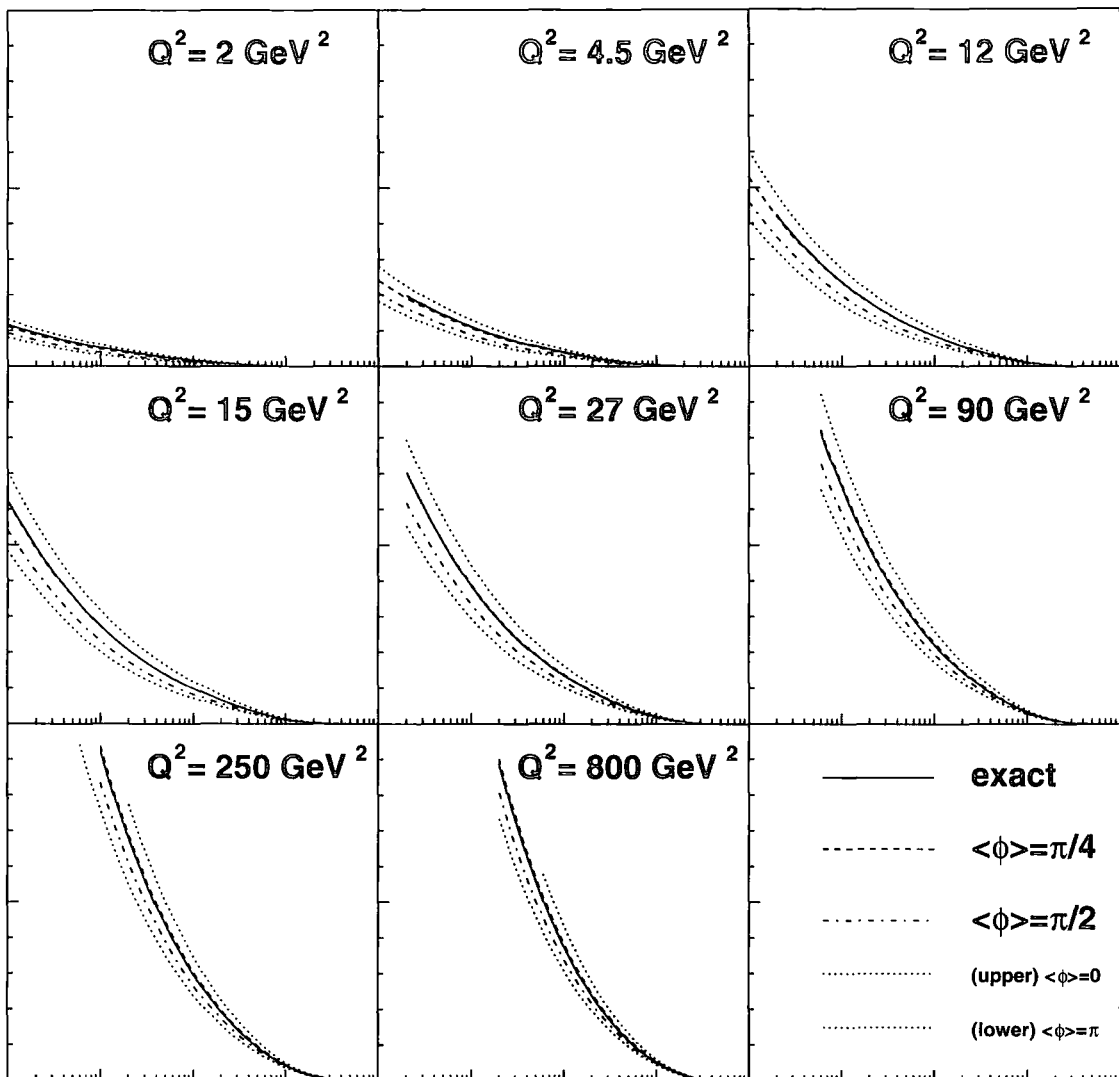 Q² = 2 GeV²
Q² = 4.5 GeV²
Q² = 12 GeV²
Q² = 15 GeV²
Q² = 27 GeV²
Q² = 90 GeV²
Q² = 250 GeV²
Q² = 800 GeV²
exact
<ϕ>=π/4
<ϕ>=π/2
(upper) <ϕ>=0
(lower) <ϕ>=π